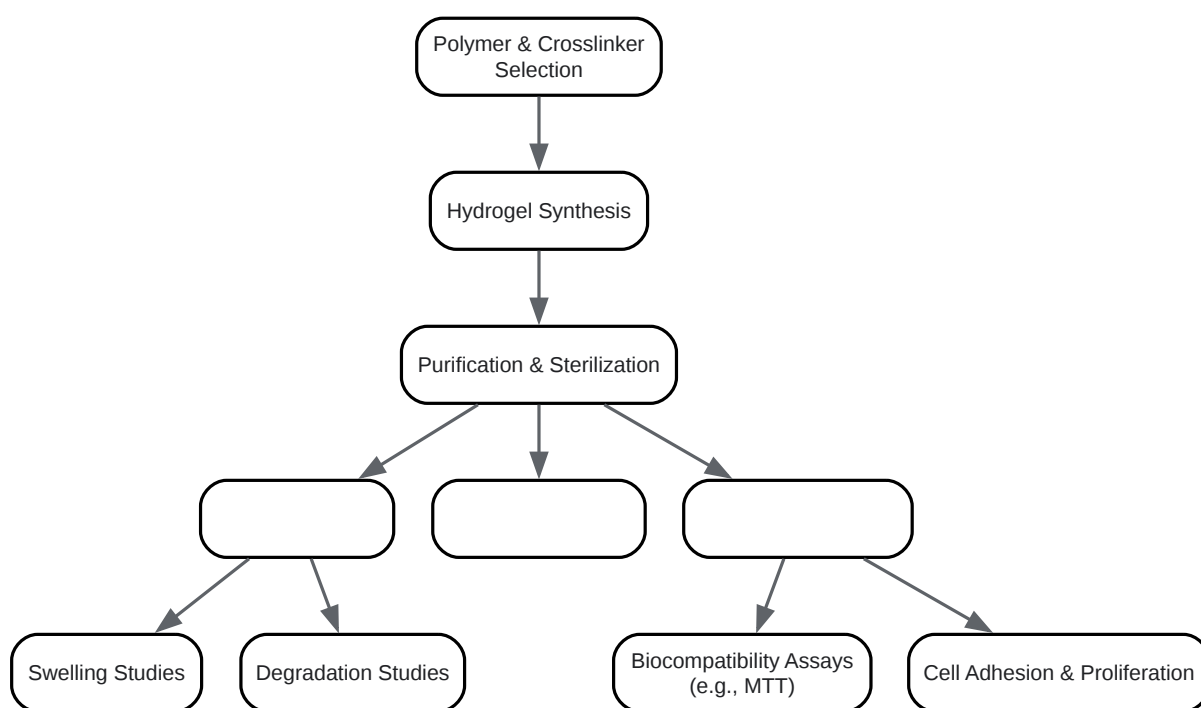 Polymer & Crosslinker
Selection
Hydrogel Synthesis
Purification & Sterilization
Swelling Studies
Degradation Studies
Biocompatibility Assays
(e.g., MTT)
Cell Adhesion & Proliferation